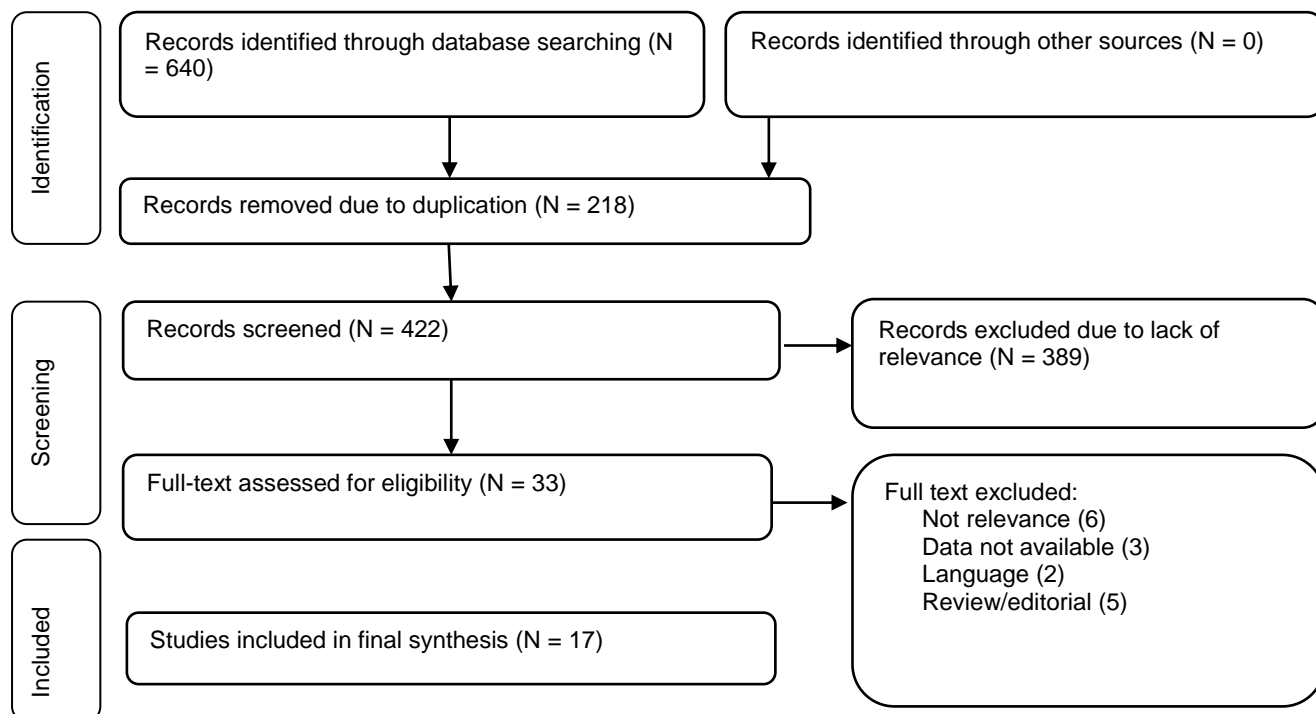 Identification
Records identified through database searching (N
= 640)
Records identified through other sources (N = 0)
Records removed due to duplication (N = 218)
Screening
Records screened (N = 422)
Records excluded due to lack of
relevance (N = 389)
Full-text assessed for eligibility (N = 33)
Full text excluded:
Not relevance (6)
Data not available (3)
Language (2)
Review/editorial (5)
Included
Studies included in final synthesis (N = 17)